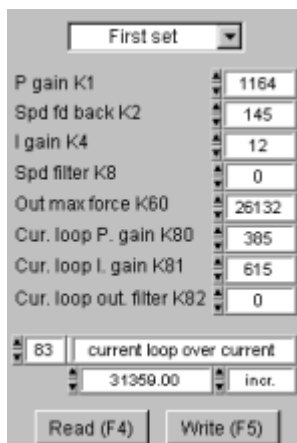 First set
P gain K1 1164
Spd fd back K2 145
I gain K4 12
Spd filter K8 0
Out max force K60 26132
Cur. loop P. gain K80 385
Cur. loop I. gain K81 615
Cur. loop out. filter K82 0
83 current loop over current
31359.00 incr.
Read (F4) Write (F5)